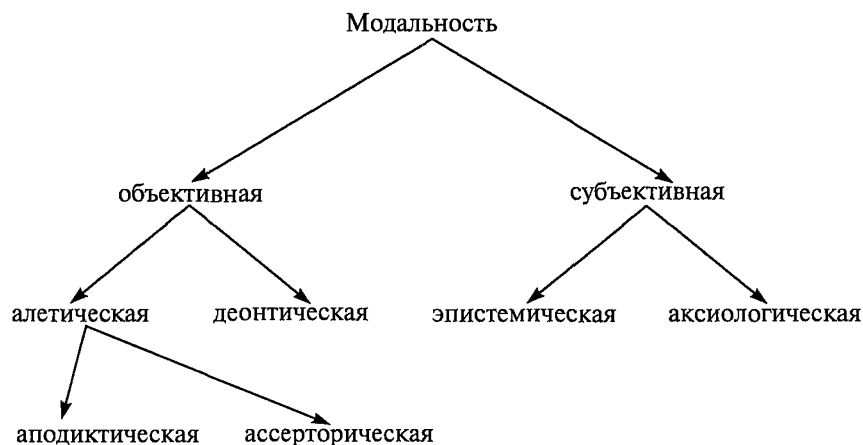 Модальность
объективная субъективная
алетическая деонтическая эпистемическая аксиологическая
аподиктическая ассерторическая